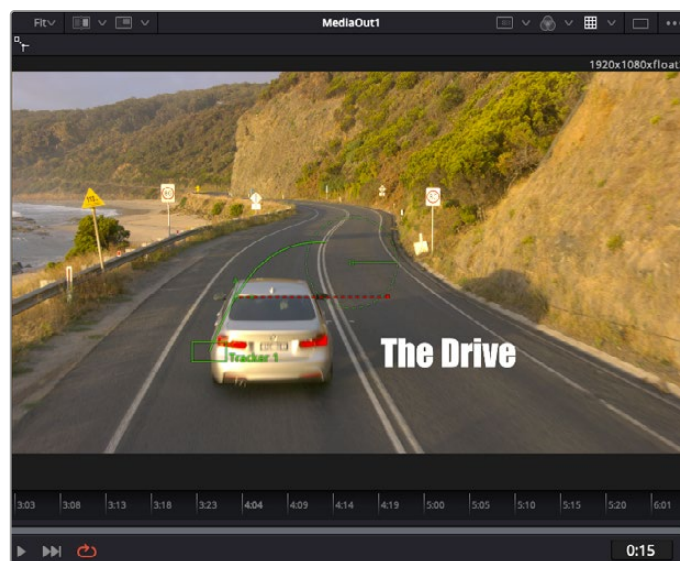 Fit
MediaOut1
1920x1080xfloat
The Drive
Tracker 1
3:03 3:08 3:13 3:18 3:23 4:04 4:09 4:14 4:19 5:00 5:05 5:10 5:15 5:20 6:01
0:15